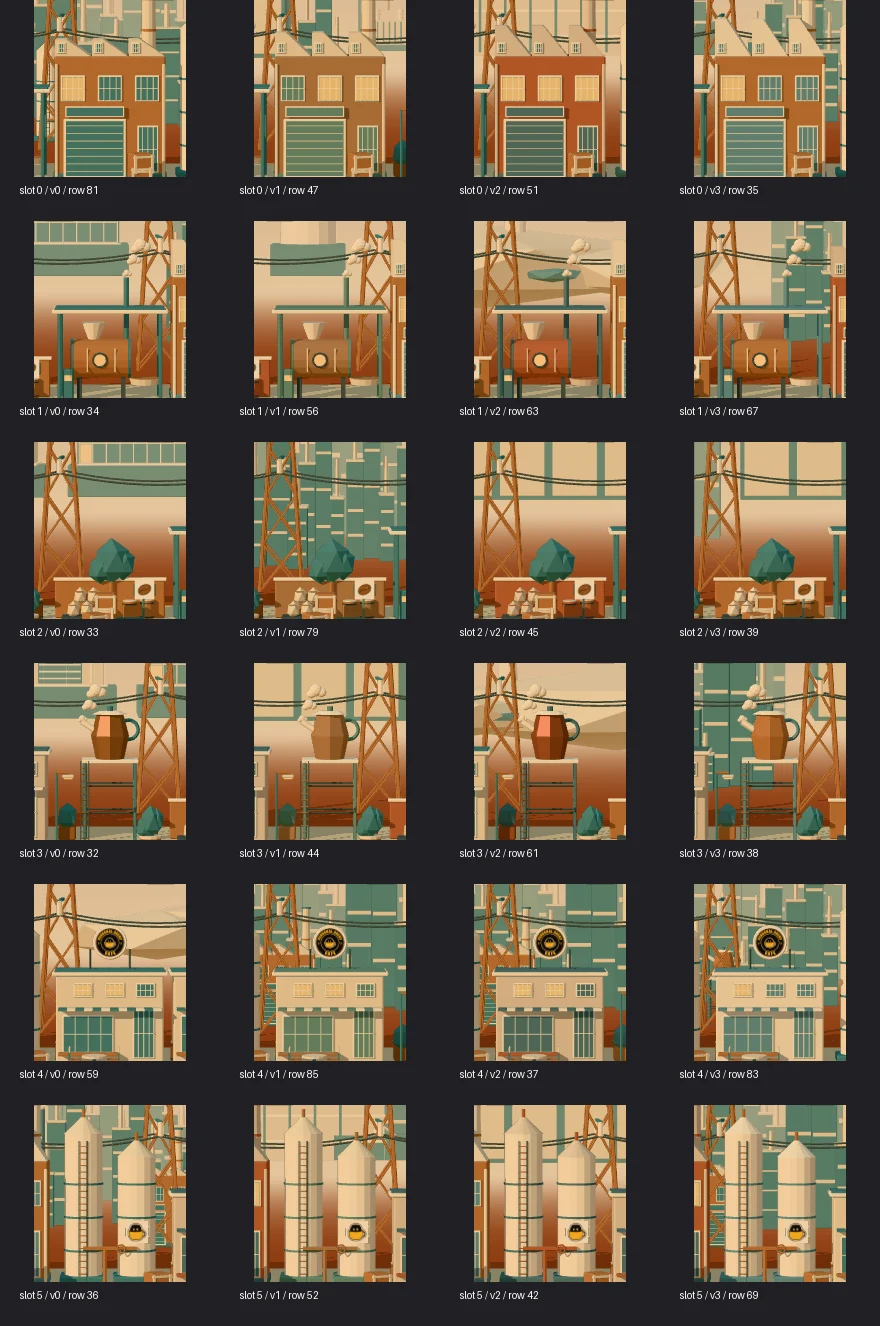 slot 0 / v0 / row 81
slot 0 / v1 / row 47
slot 0 / v2 / row 51
slot 0 / v3 / row 35
slot 1 / v0 / row 34
slot 1 / v1 / row 56
slot 1 / v2 / row 63
slot 1 / v3 / row 67
slot 2 / v0 / row 33
slot 2 / v1 / row 79
slot 2 / v2 / row 45
slot 2 / v3 / row 39
slot 3 / v0 / row 32
slot 3 / v1 / row 44
slot 3 / v2 / row 61
slot 3 / v3 / row 38
slot 4 / v0 / row 59
slot 4 / v1 / row 85
slot 4 / v2 / row 37
slot 4 / v3 / row 83
slot 5 / v0 / row 36
slot 5 / v1 / row 52
slot 5 / v2 / row 42
slot 5 / v3 / row 69